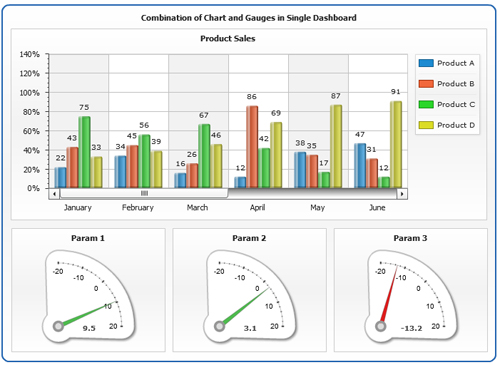 Combination of Chart and Gauges in Single Dashboard
Product Sales
140%
120%
100%
80%
60%
40%
20%
0%
22 43 75 33
34 45 56 39
16 26 67 46
12 86 42 69
38 35 17 87
47 31 12 91
January February March April May June
Product A
Product B
Product C
Product D
Param 1
-20 -10 0 10 20
9.5
Param 2
-20 -10 0 10 20
3.1
Param 3
-20 -10 0 10 20
-13.2